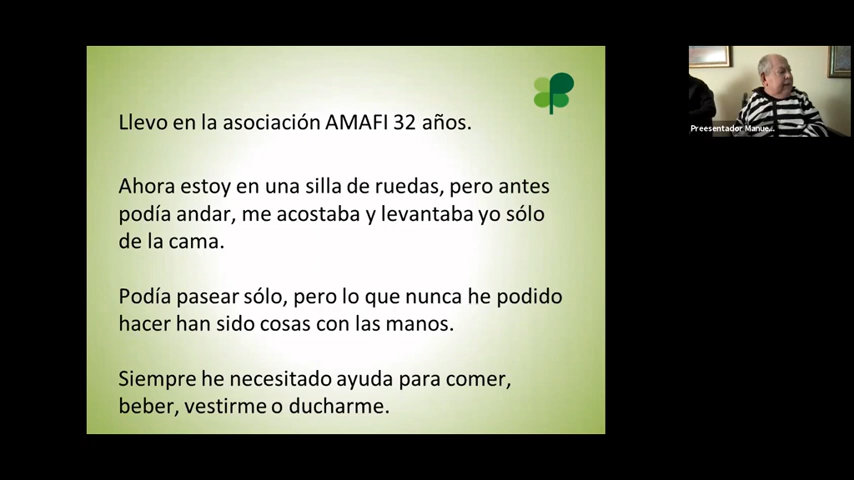 Llevo en la asociación AMAFI 32 años.
Ahora estoy en una silla de ruedas, pero antes
podía andar, me acostaba y levantaba yo sólo
de la cama.
Podía pasear sólo, pero lo que nunca he podido
hacer han sido cosas con las manos.
Siempre he necesitado ayuda para comer,
beber, vestirme o ducharme.
Preesentador Manue...